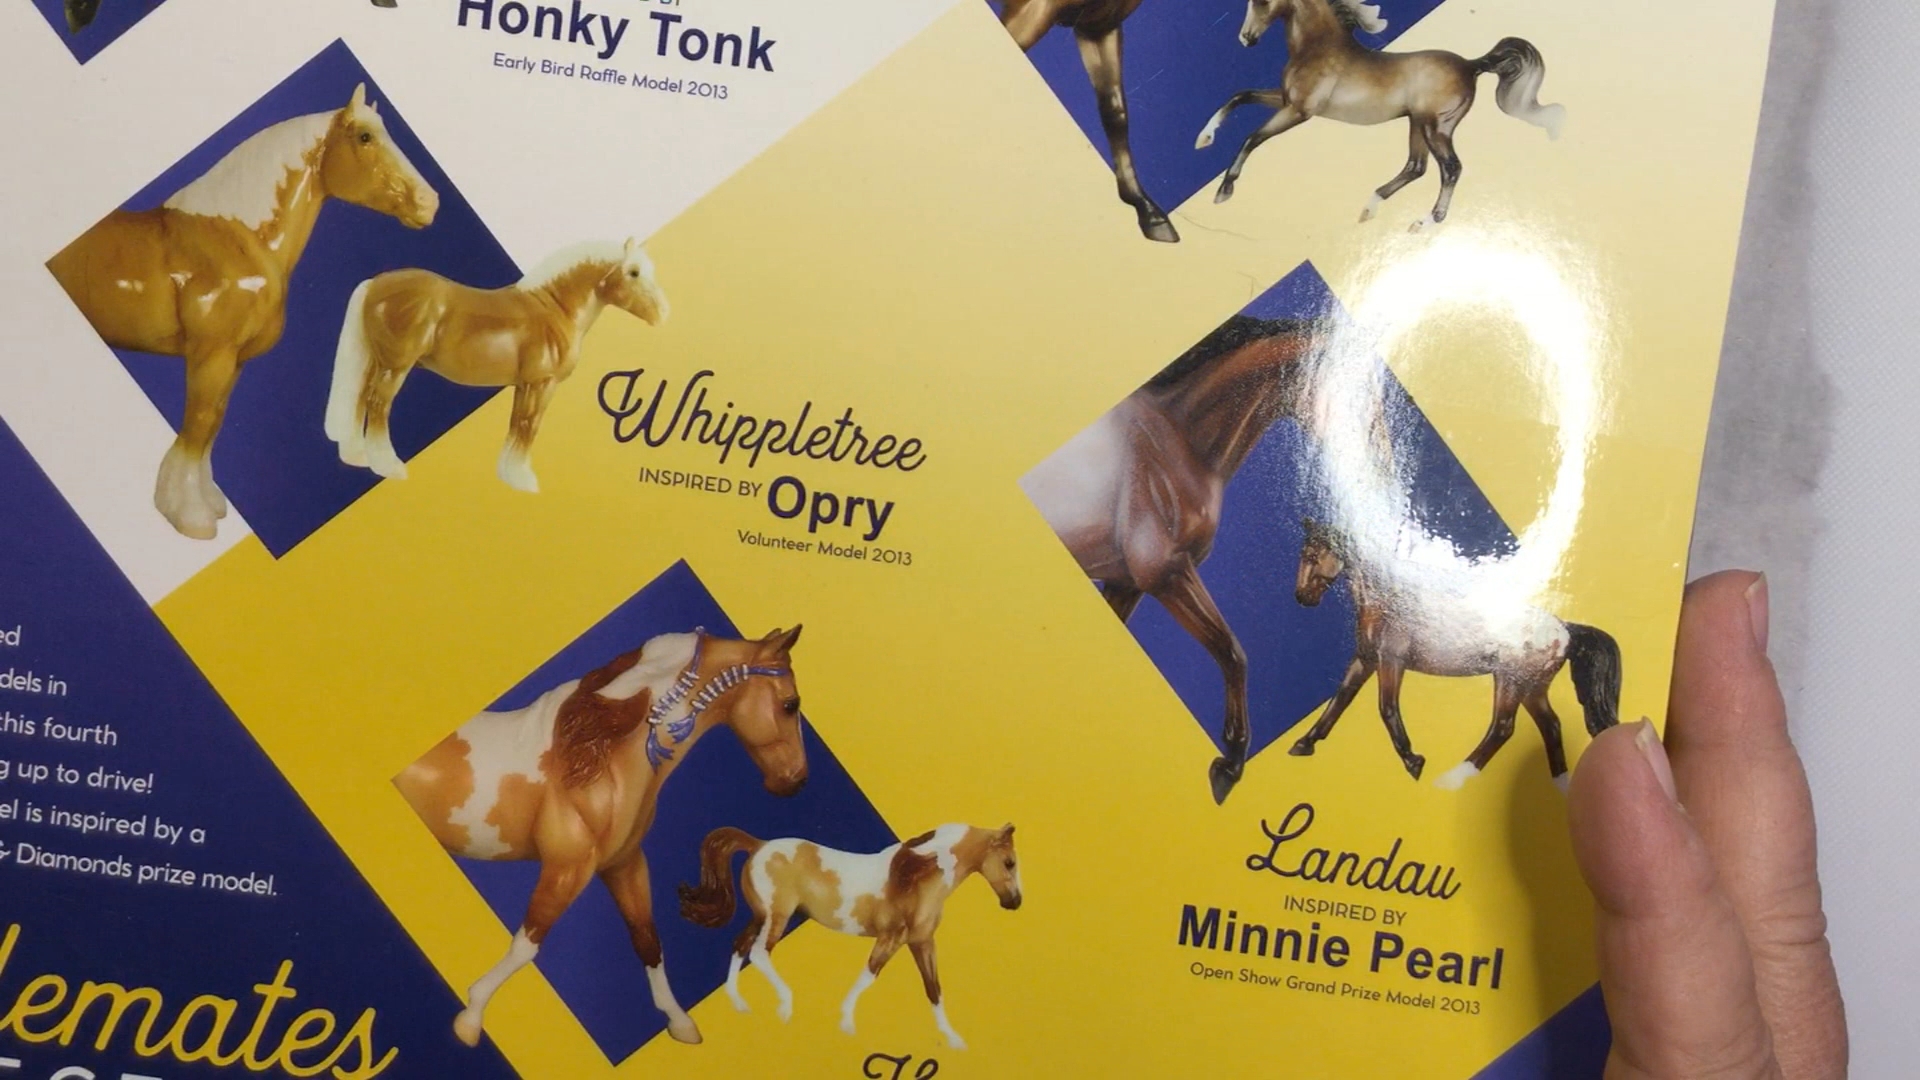 Honky Tonk
Early Bird Raffle Model 2013
Whippletree
INSPIRED BY Opry
Volunteer Model 2013
Landau
INSPIRED BY
Minnie Pearl
Open Show Grand Prize Model 2013
dels in
this fourth
up to drive!
is inspired by a
Diamonds prize model.
lemates